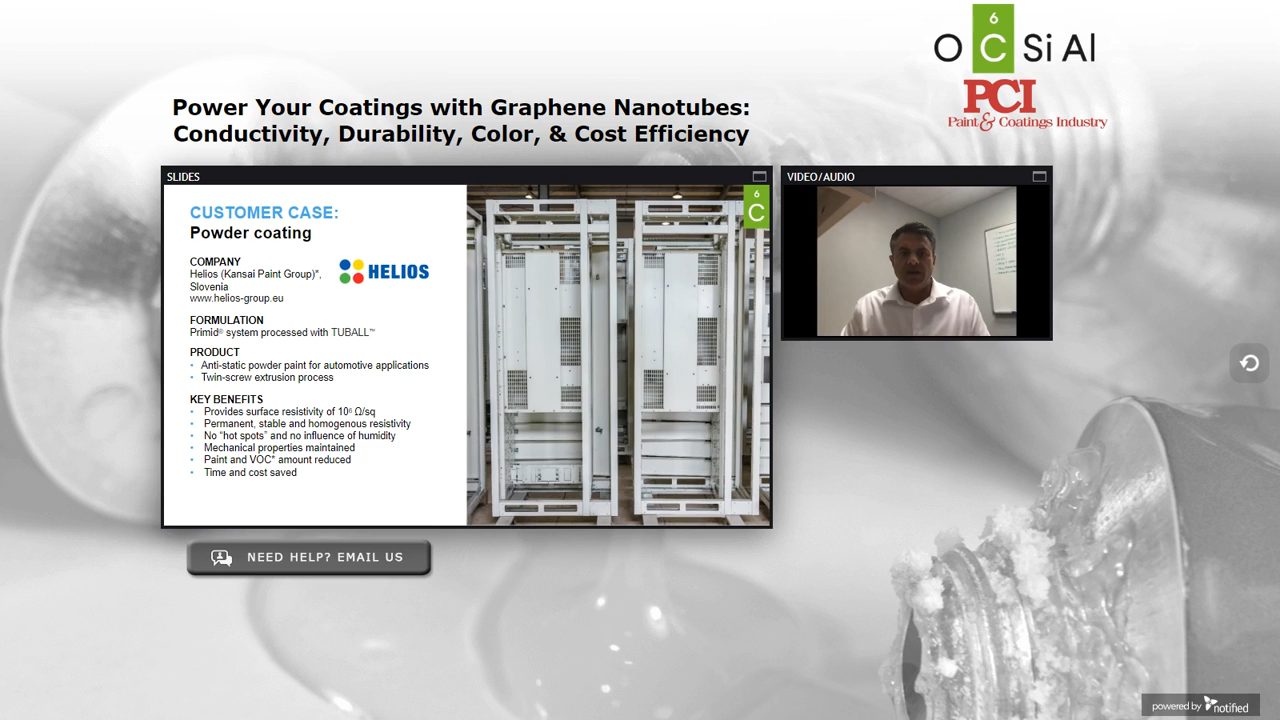 6
O C Si Al
PCI
Paint & Coatings Industry
Power Your Coatings with Graphene Nanotubes:
Conductivity, Durability, Color, & Cost Efficiency
SLIDES
VIDEO/AUDIO
6
C
CUSTOMER CASE:
Powder coating
COMPANY
Helios (Kansai Paint Group)*,
Slovenia
www.helios-group.eu
HELIOS
FORMULATION
Primid® system processed with TUBALL™
PRODUCT
• Anti-static powder paint for automotive applications
• Twin-screw extrusion process
KEY BENEFITS
• Provides surface resistivity of 10⁶ Ω/sq
• Permanent, stable and homogenous resistivity
• No "hot spots" and no influence of humidity
• Mechanical properties maintained
• Paint and VOC* amount reduced
• Time and cost saved
NEED HELP? EMAIL US
powered by notified